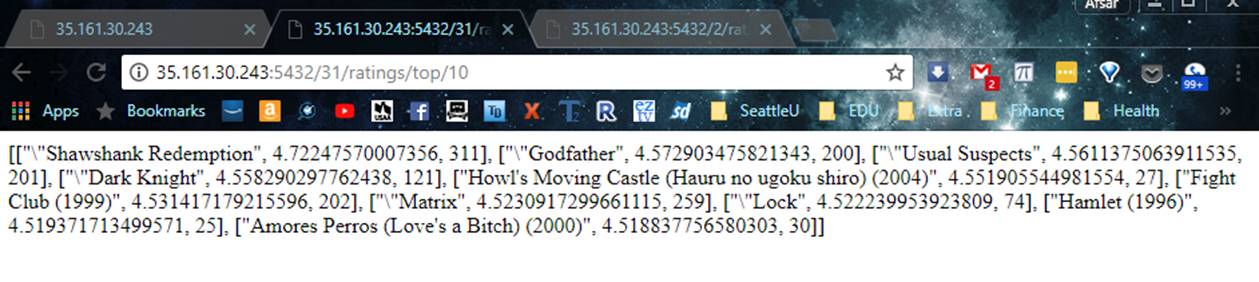 Afsar
35.161.30.243
35.161.30.243:5432/31/ra
35.161.30.243:5432/2/rat
35.161.30.243:5432/31/ratings/top/10
2
99+
Apps Bookmarks SeattleU EDU Extra Finance Health
[["\"Shawshank Redemption", 4.72247570007356, 311], ["\"Godfather", 4.572903475821343, 200], ["\"Usual Suspects", 4.5611375063911535,
201], ["\"Dark Knight", 4.558290297762438, 121], ["Howl's Moving Castle (Hauru no ugoku shiro) (2004)", 4.551905544981554, 27], ["Fight
Club (1999)", 4.531417179215596, 202], ["\"Matrix", 4.5230917299661115, 259], ["\"Lock", 4.522239953923809, 74], ["Hamlet (1996)",
4.519371713499571, 25], ["Amores Perros (Love's a Bitch) (2000)", 4.518837756580303, 30]]